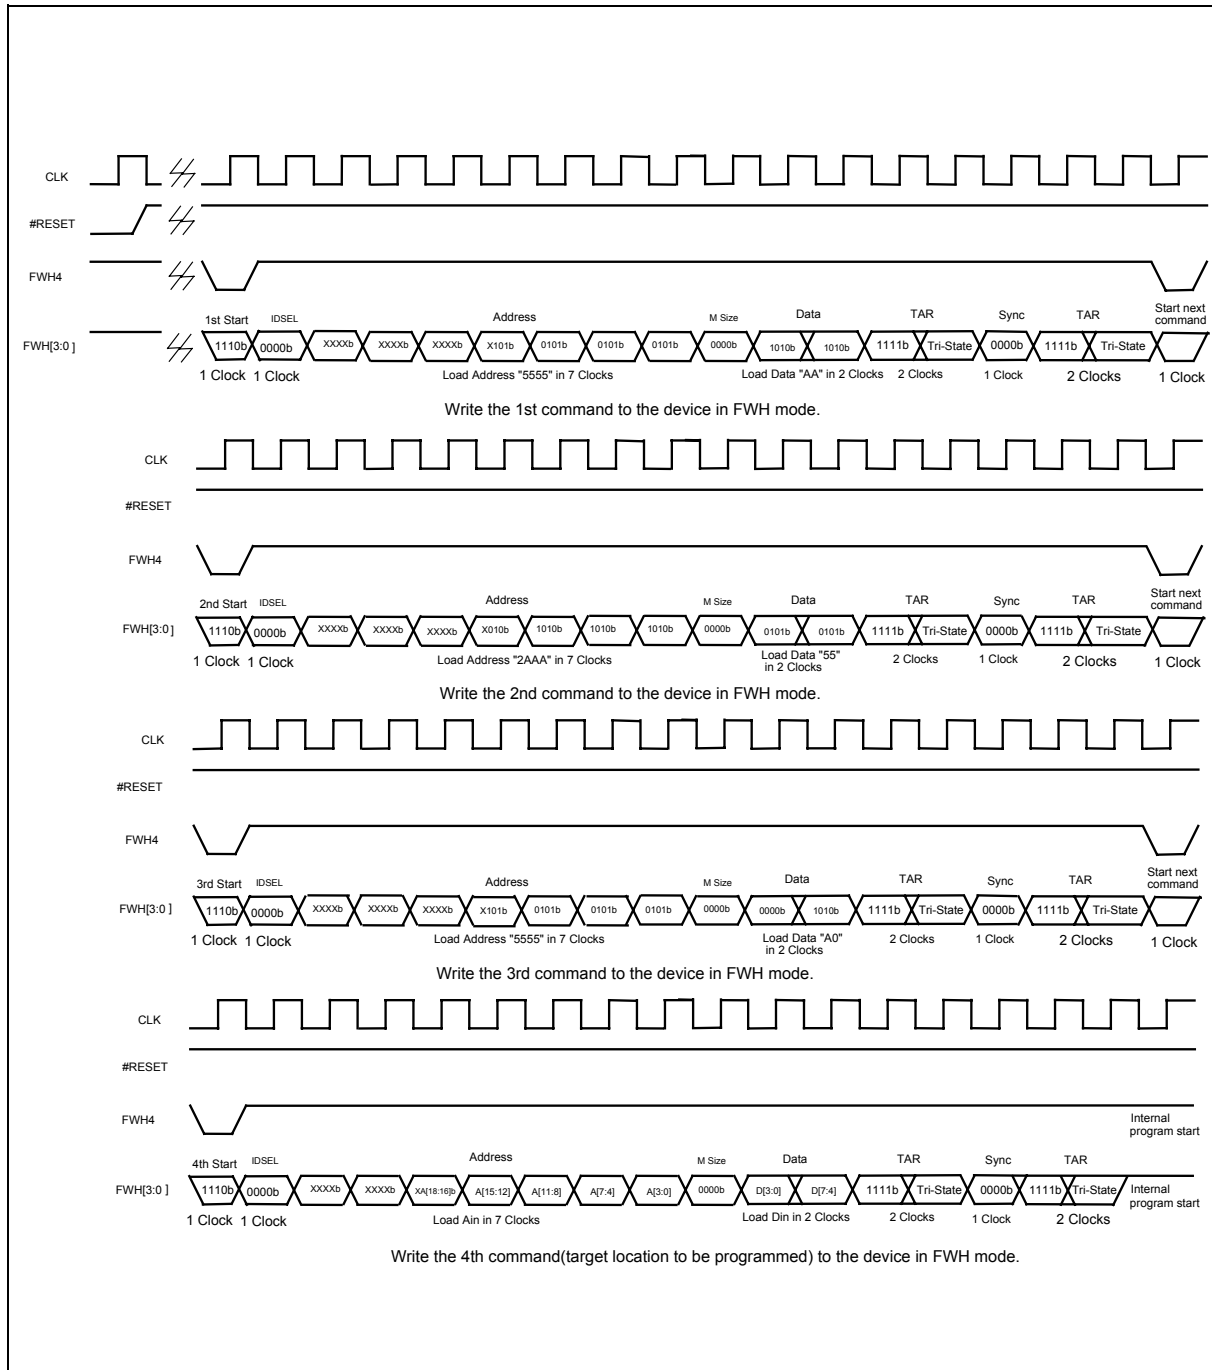 CLK
#RESET
FWH4
1st Start IDSEL Address M Size Data TAR Sync TAR Start next command
FWH[3:0 ] 1110b 0000b XXXXb XXXXb XXXXb X101b 0101b 0101b 0101b 0000b 1010b 1010b 1111b Tri-State 0000b 1111b Tri-State
1 Clock 1 Clock Load Address "5555" in 7 Clocks Load Data "AA" in 2 Clocks 2 Clocks 1 Clock 2 Clocks 1 Clock
Write the 1st command to the device in FWH mode.
CLK
#RESET
FWH4
2nd Start IDSEL Address M Size Data TAR Sync TAR Start next command
FWH[3:0 ] 1110b 0000b XXXXb XXXXb XXXXb X010b 1010b 1010b 1010b 0000b 0101b 0101b 1111b Tri-State 0000b 1111b Tri-State
1 Clock 1 Clock Load Address "2AAA" in 7 Clocks Load Data "55" in 2 Clocks 2 Clocks 1 Clock 2 Clocks 1 Clock
Write the 2nd command to the device in FWH mode.
CLK
#RESET
FWH4
3rd Start IDSEL Address M Size Data TAR Sync TAR Start next command
FWH[3:0 ] 1110b 0000b XXXXb XXXXb XXXXb X101b 0101b 0101b 0101b 0000b 0000b 1010b 1111b Tri-State 0000b 1111b Tri-State
1 Clock 1 Clock Load Address "5555" in 7 Clocks Load Data "A0" in 2 Clocks 2 Clocks 1 Clock 2 Clocks 1 Clock
Write the 3rd command to the device in FWH mode.
CLK
#RESET
FWH4 Internal program start
4th Start IDSEL Address M Size Data TAR Sync TAR
FWH[3:0 ] 1110b 0000b XXXXb XXXXb XA[18:16]b A[15:12] A[11:8] A[7:4] A[3:0] 0000b D[3:0] D[7:4] 1111b Tri-State 0000b 1111b Tri-State Internal program start
1 Clock 1 Clock Load Ain in 7 Clocks Load Din in 2 Clocks 2 Clocks 1 Clock 2 Clocks
Write the 4th command(target location to be programmed) to the device in FWH mode.